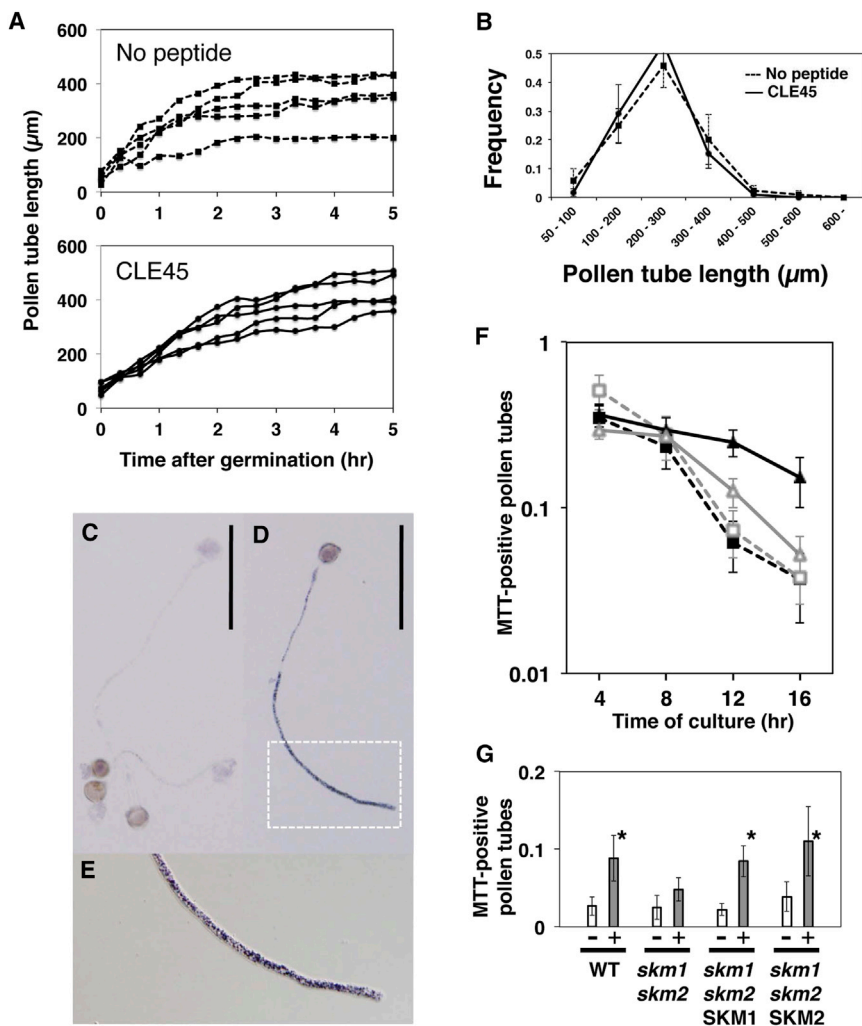 A
No peptide
600
400
200
0
0 1 2 3 4 5
CLE45
600
400
200
0
0 1 2 3 4 5
Pollen tube length (µm)
Time after germination (hr)
B
Frequency
0.5
0.4
0.3
0.2
0.1
0
No peptide
CLE45
50 - 100
100 - 200
200 - 300
300 - 400
400 - 500
500 - 600
600 -
Pollen tube length (µm)
C
D
E
F
MTT-positive pollen tubes
1
0.1
0.01
4 8 12 16
Time of culture (hr)
G
MTT-positive
pollen tubes
0.2
0.1
0
* * *
- + - + - + - +
WT
skm1
skm2
skm1
skm2
SKM1
skm1
skm2
SKM2